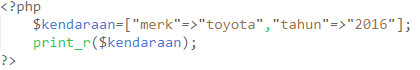 <?php
    $kendaraan=["merk"=>"toyota","tahun"=>"2016"];
    print_r($kendaraan);
?>